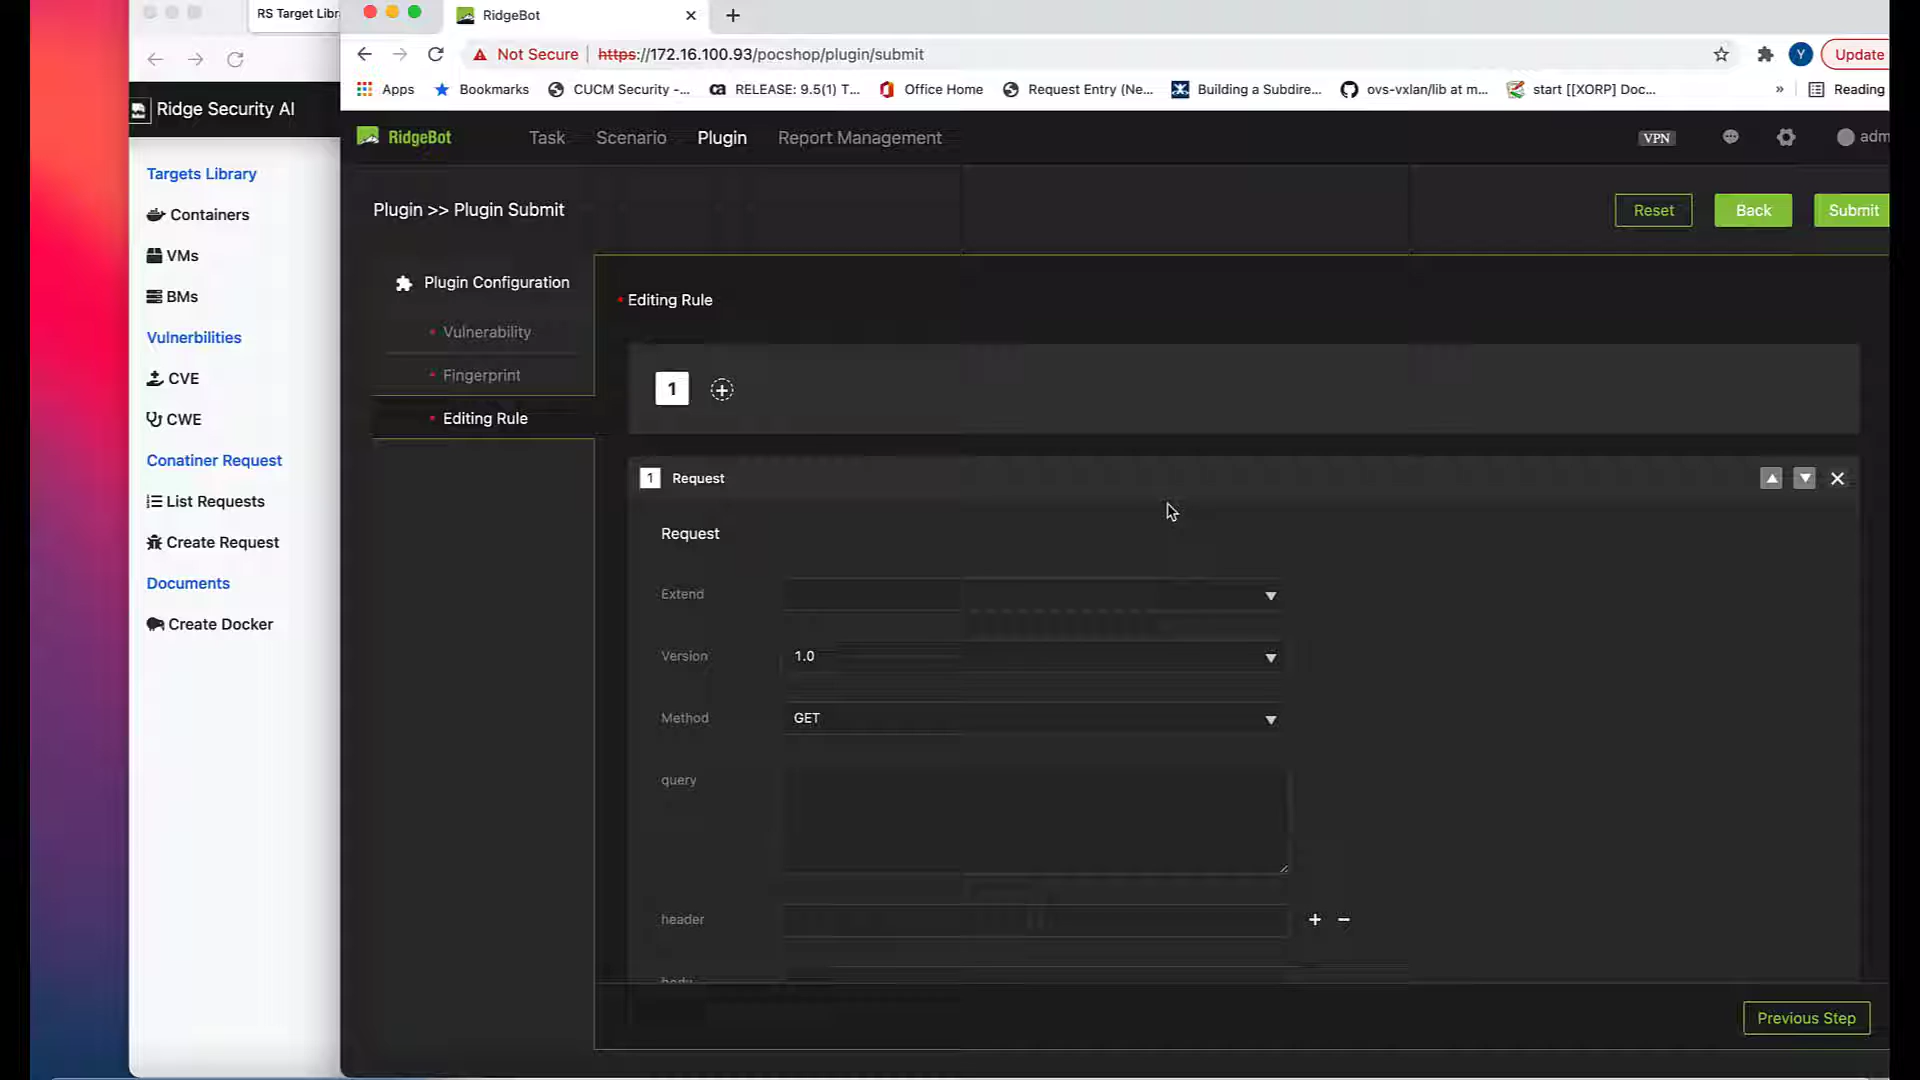 RS Target Libr
RidgeBot
Not Secure
https://172.16.100.93/pocshop/plugin/submit
Y
Update
Apps
Bookmarks
CUCM Security -...
RELEASE: 9.5(1) T...
Office Home
Request Entry (Ne...
Building a Subdire...
ovs-vxlan/lib at m...
start [[XORP] Doc...
»
Reading
Ridge Security AI
Targets Library
Containers
VMs
BMs
Vulnerbilities
CVE
CWE
Conatiner Request
List Requests
Create Request
Documents
Create Docker
RidgeBot
Task
Scenario
Plugin
Report Management
VPN
adm
Plugin >> Plugin Submit
Reset
Back
Submit
Plugin Configuration
Vulnerability
Fingerprint
Editing Rule
Editing Rule
1
1 Request
Request
Extend
Version 1.0
Method GET
query
header
body
Previous Step